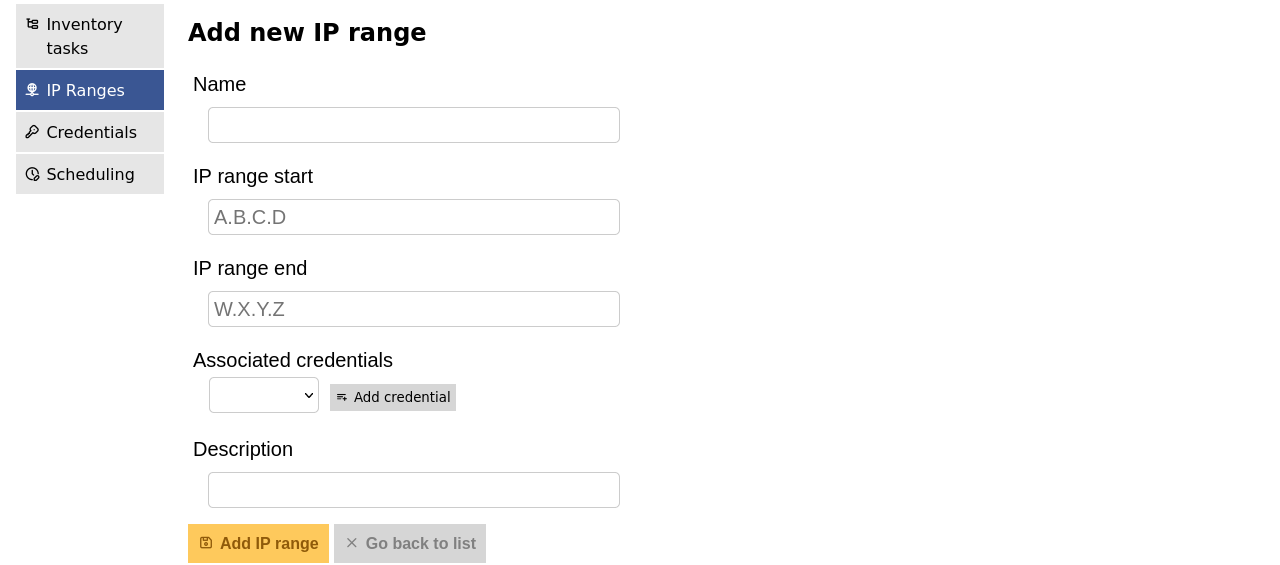 Inventory
tasks
IP Ranges
Credentials
Scheduling
Add new IP range
Name
IP range start
A.B.C.D
IP range end
W.X.Y.Z
Associated credentials
Add credential
Description
Add IP range
Go back to list